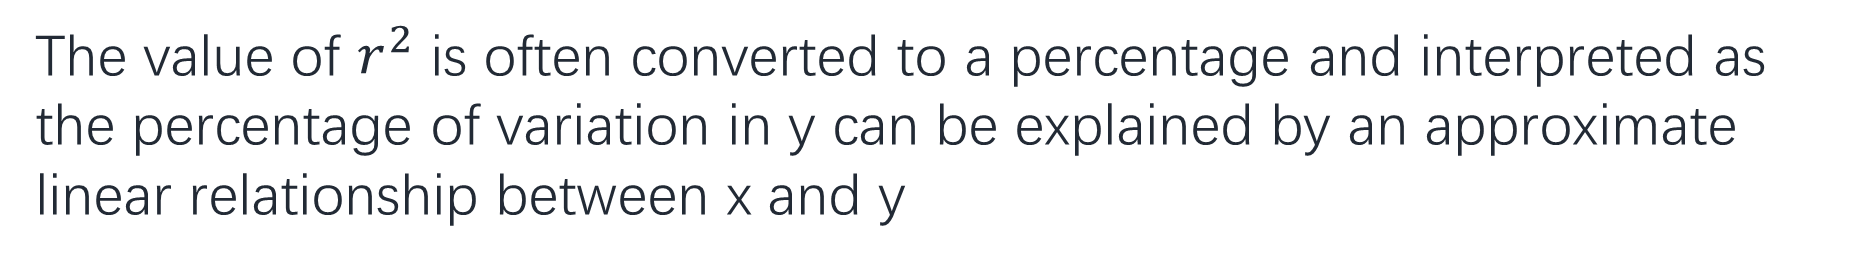 The value of r² is often converted to a percentage and interpreted as
the percentage of variation in y can be explained by an approximate
linear relationship between x and y